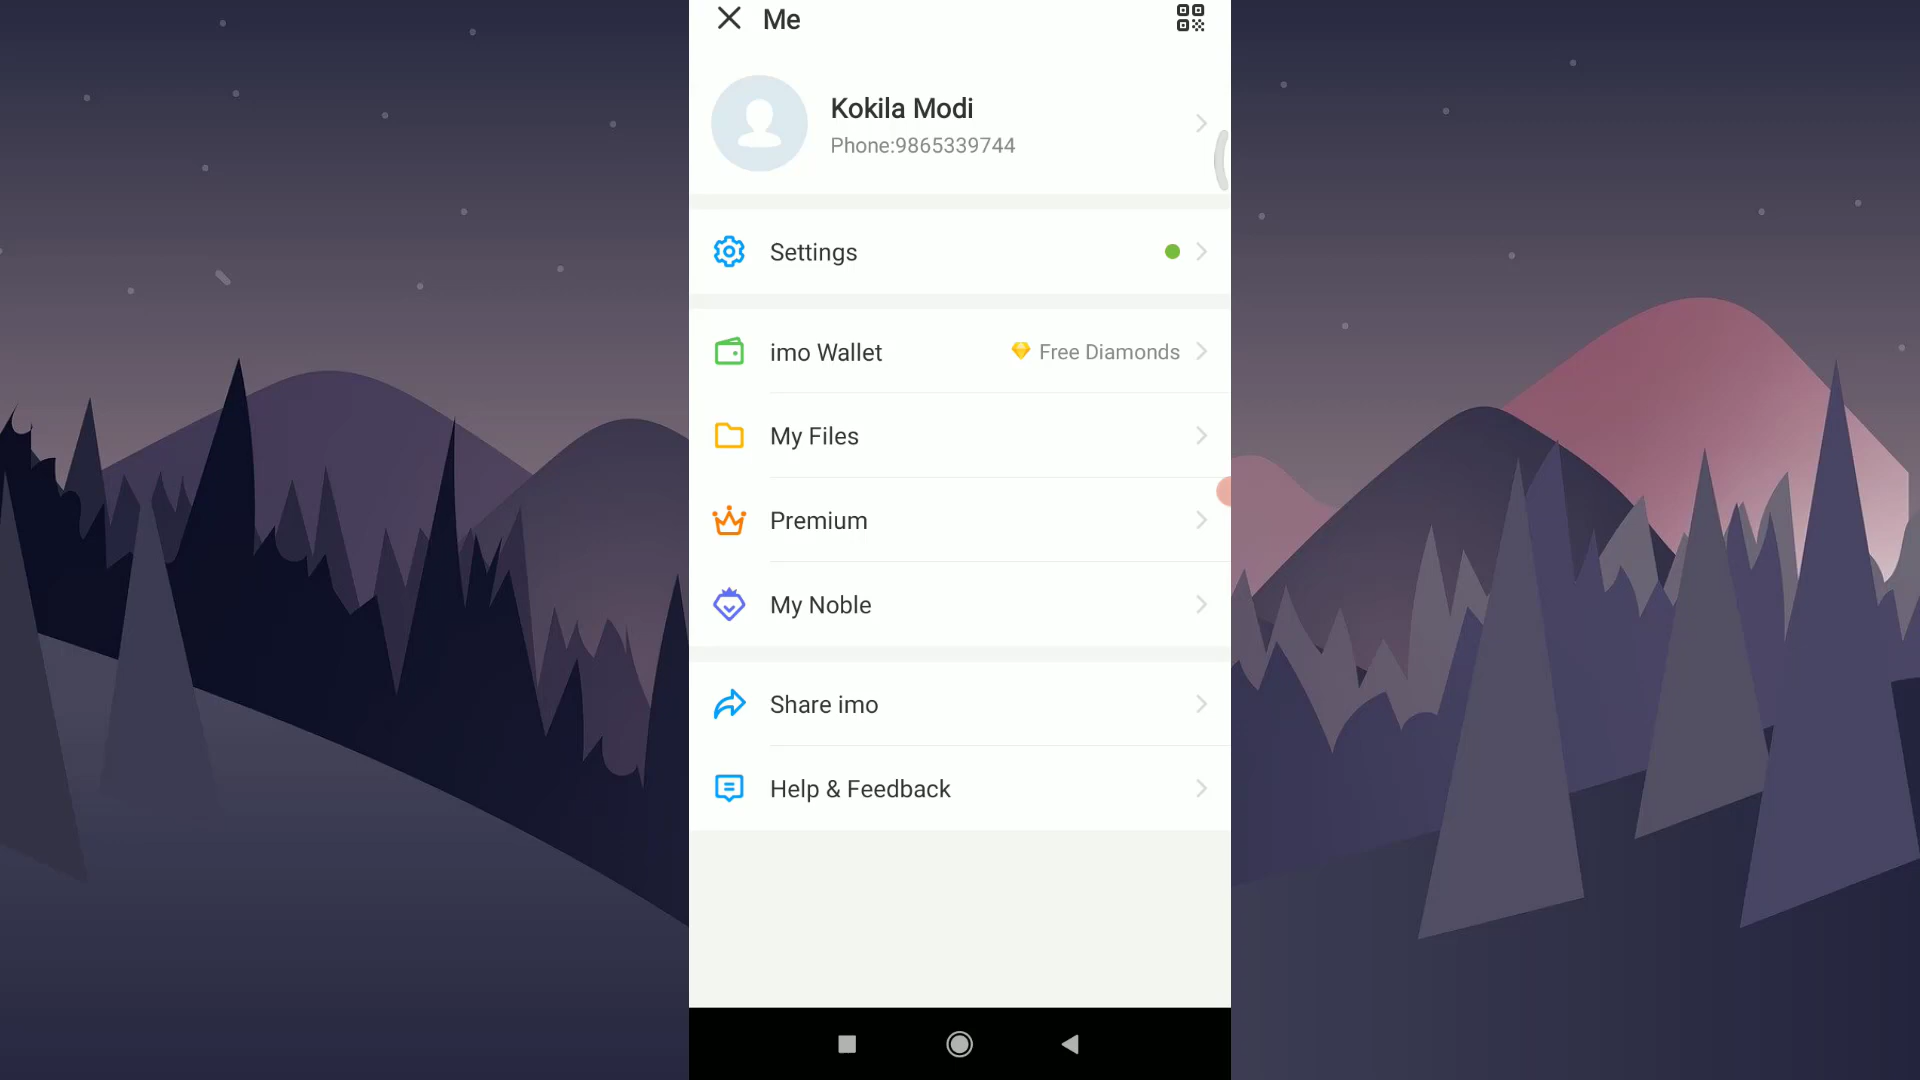 Me
Kokila Modi
Phone:9865339744
Settings
imo Wallet Free Diamonds
My Files
Premium
My Noble
Share imo
Help & Feedback